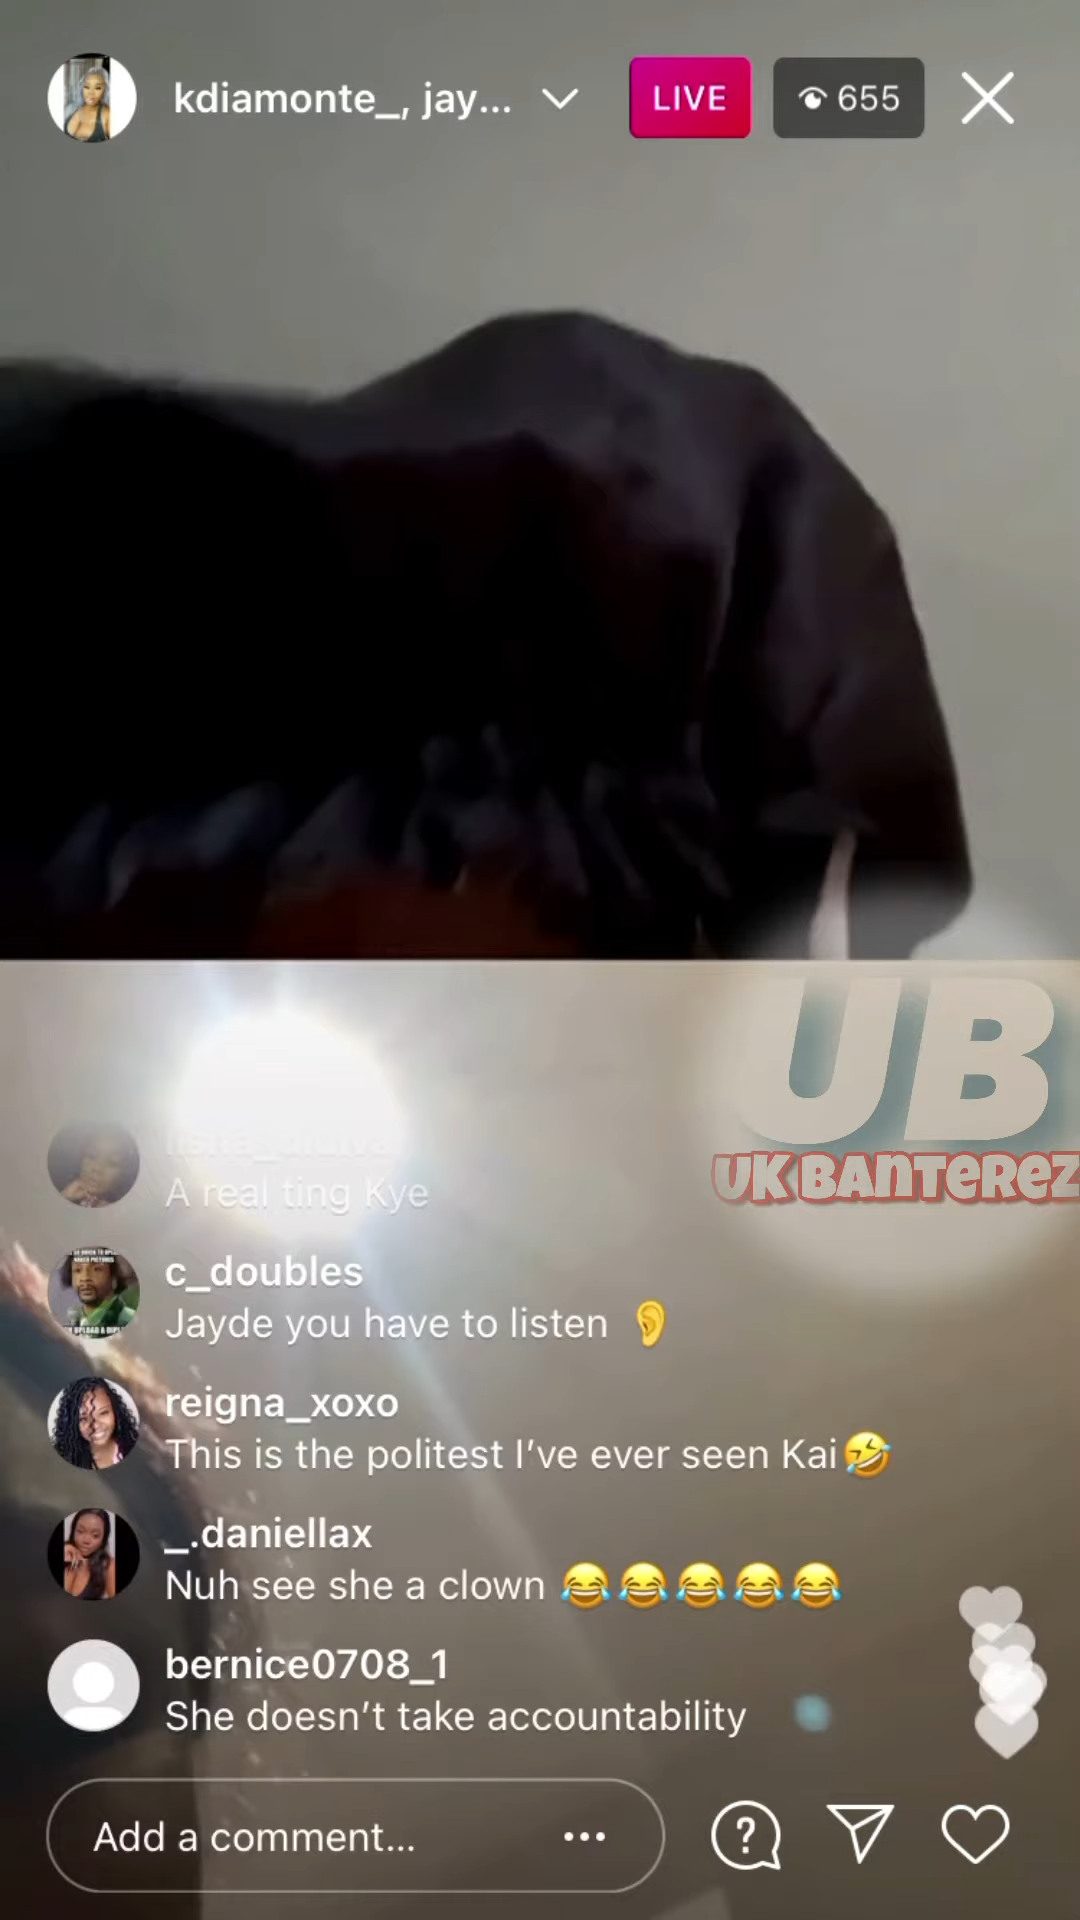 kdiamonte_, jay...
LIVE
655
UB
UK BANTEREZ
A real ting Kye
c_doubles
Jayde you have to listen 👂
reigna_xoxo
This is the politest I’ve ever seen Kai🤣
_.daniellax
Nuh see she a clown 😂😂😂😂😂
bernice0708_1
She doesn’t take accountability
Add a comment...